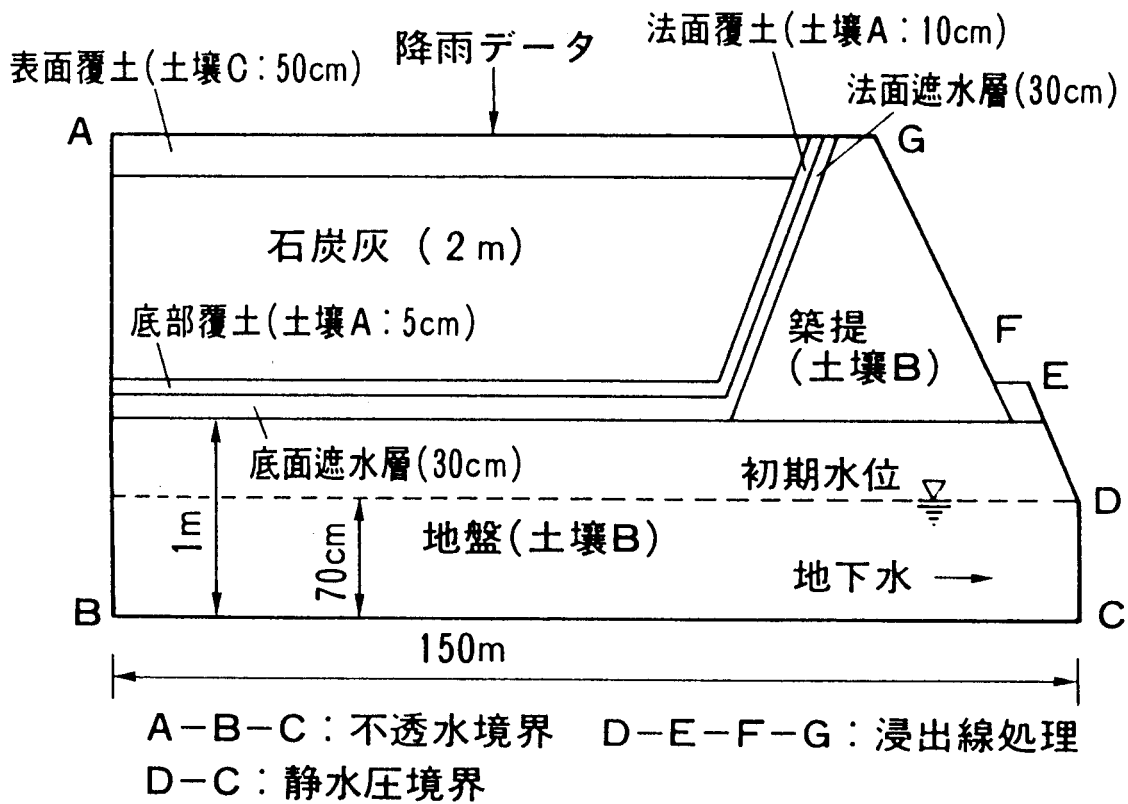 法面覆土(土壌A:10cm)
降雨データ
表面覆土(土壌C:50cm)
法面遮水層(30cm)
A
G
石炭灰(2m)
底部覆土(土壌A:5cm)
築提
(土壌B)
F
E
底面遮水層(30cm)
初期水位
D
1m
70cm
地盤(土壌B)
地下水
B
C
150m
A-B-C:不透水境界 D-E-F-G:浸出線処理
D-C:静水圧境界